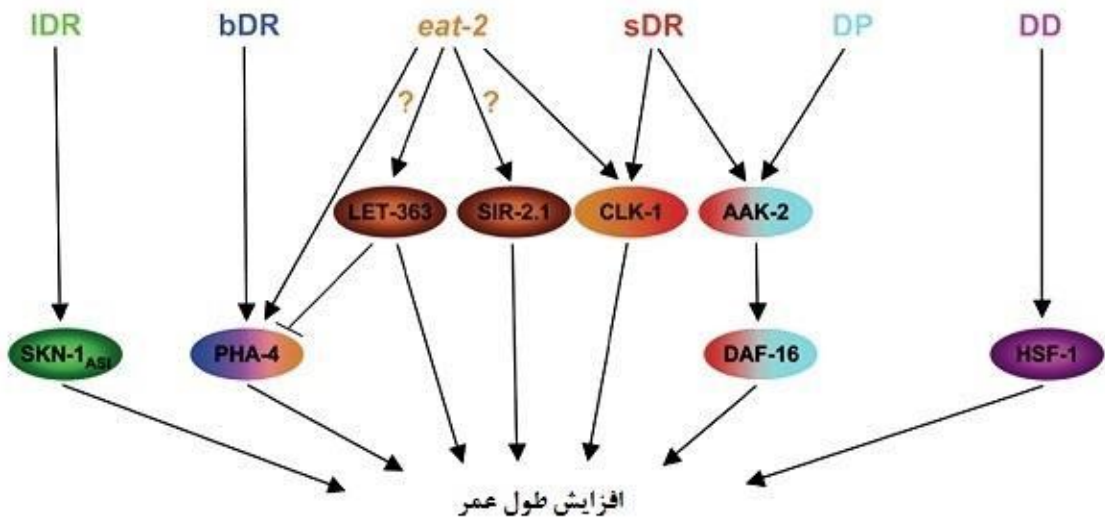 lDR bDR eat-2 sDR DP DD
? ?
LET-363 SIR-2.1 CLK-1 AAK-2
SKN-1ASI PHA-4 DAF-16 HSF-1
افزایش طول عمر